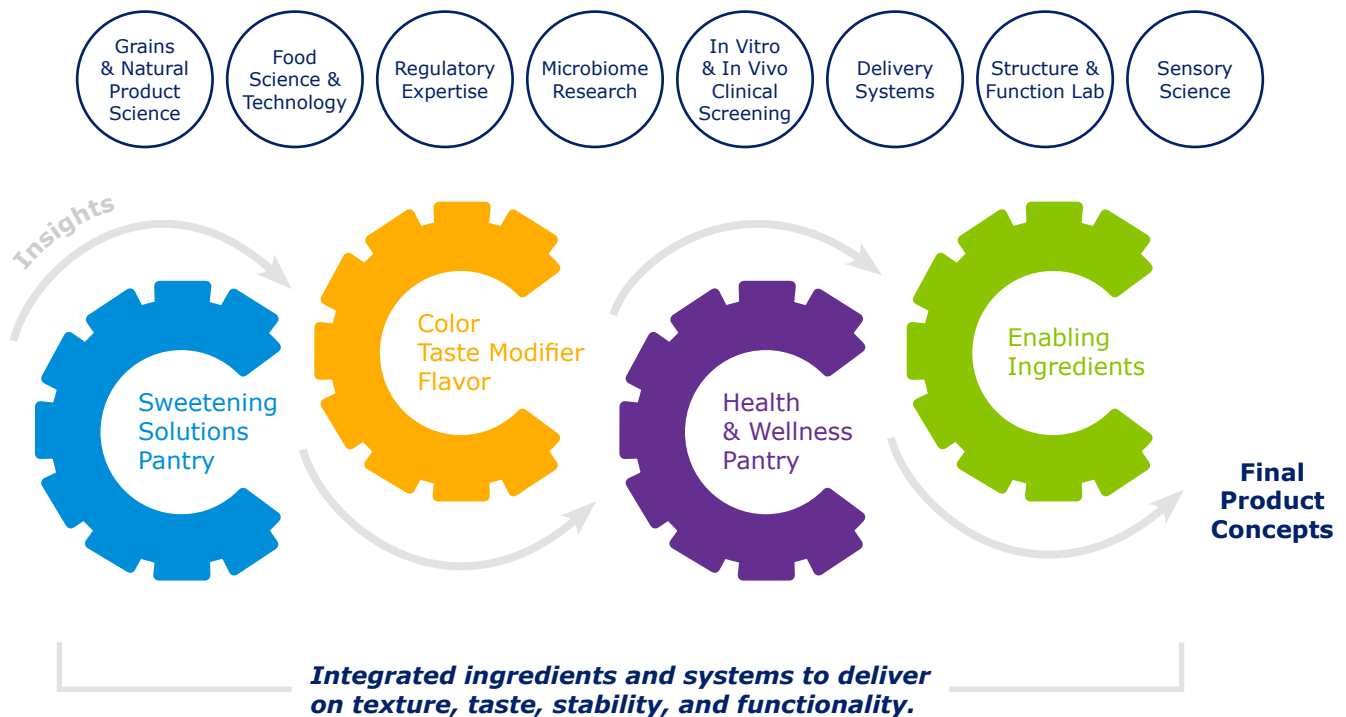 Grains
& Natural
Product
Science
Food
Science &
Technology
Regulatory
Expertise
Microbiome
Research
In Vitro
& In Vivo
Clinical
Screening
Delivery
Systems
Structure &
Function Lab
Sensory
Science
Insights
Sweetening
Solutions
Pantry
Color
Taste Modifier
Flavor
Health
& Wellness
Pantry
Enabling
Ingredients
Final
Product
Concepts
Integrated ingredients and systems to deliver
on texture, taste, stability, and functionality.